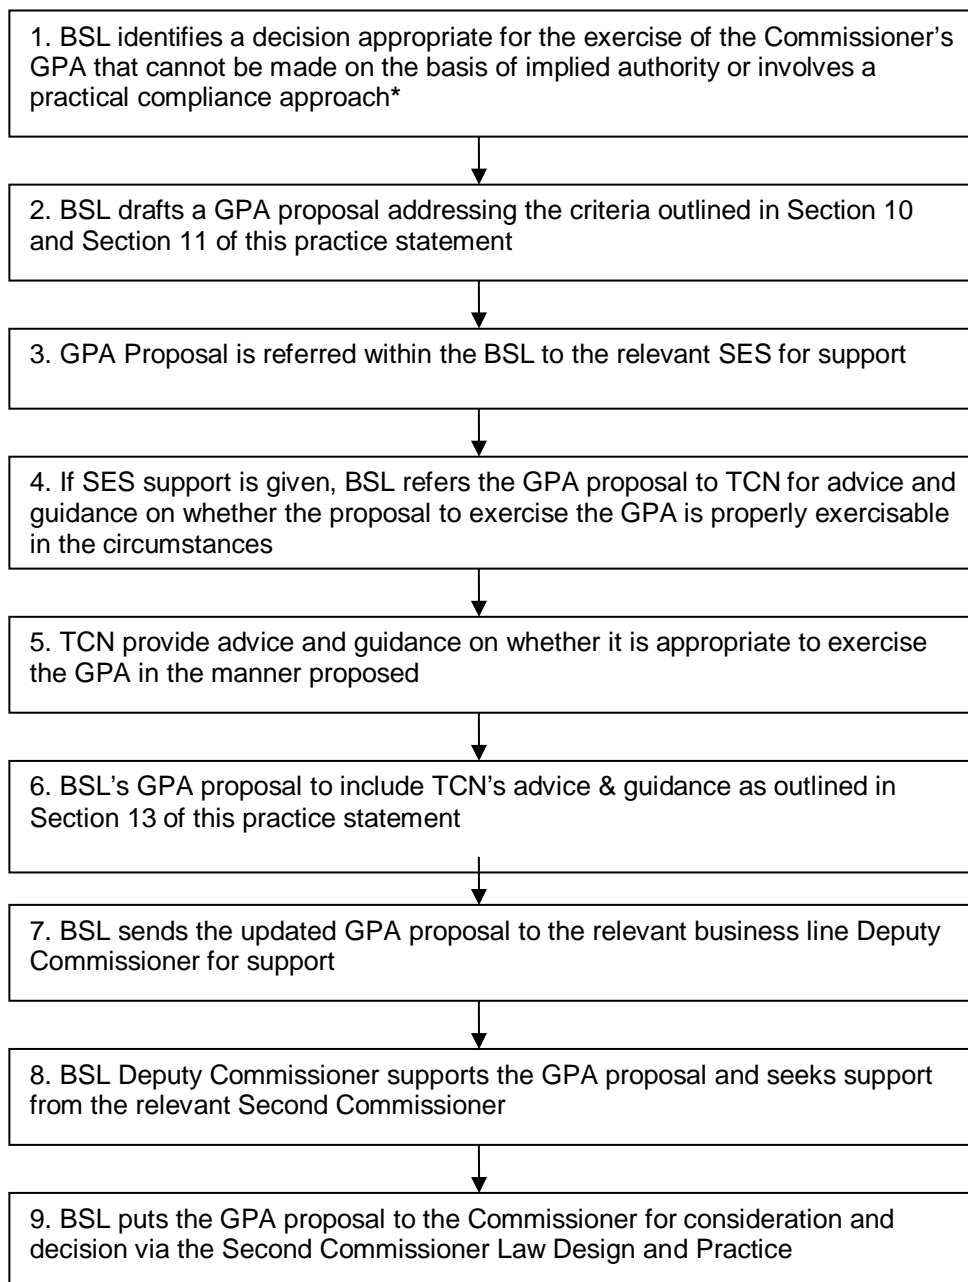 1. BSL identifies a decision appropriate for the exercise of the Commissioner's
GPA that cannot be made on the basis of implied authority or involves a
practical compliance approach*
2. BSL drafts a GPA proposal addressing the criteria outlined in Section 10
and Section 11 of this practice statement
3. GPA Proposal is referred within the BSL to the relevant SES for support
4. If SES support is given, BSL refers the GPA proposal to TCN for advice and
guidance on whether the proposal to exercise the GPA is properly exercisable
in the circumstances
5. TCN provide advice and guidance on whether it is appropriate to exercise
the GPA in the manner proposed
6. BSL's GPA proposal to include TCN's advice & guidance as outlined in
Section 13 of this practice statement
7. BSL sends the updated GPA proposal to the relevant business line Deputy
Commissioner for support
8. BSL Deputy Commissioner supports the GPA proposal and seeks support
from the relevant Second Commissioner
9. BSL puts the GPA proposal to the Commissioner for consideration and
decision via the Second Commissioner Law Design and Practice